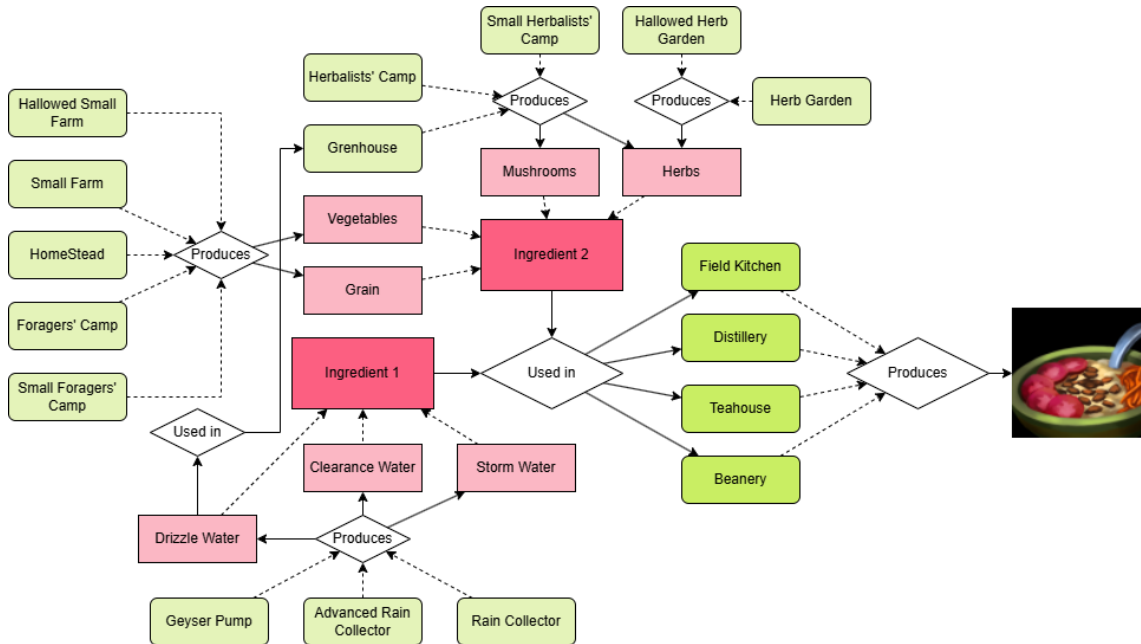 Small Herbalists'
Camp
Hallowed Herb
Garden
Herbalists' Camp
Produces
Produces
Herb Garden
Hallowed Small
Farm
Grenhouse
Mushrooms
Herbs
Small Farm
Vegetables
HomeStead
Produces
Ingredient 2
Field Kitchen
Grain
Foragers' Camp
Distillery
Ingredient 1
Used in
Produces
Small Foragers'
Camp
Teahouse
Used in
Clearance Water
Storm Water
Beanery
Drizzle Water
Produces
Geyser Pump
Advanced Rain
Collector
Rain Collector